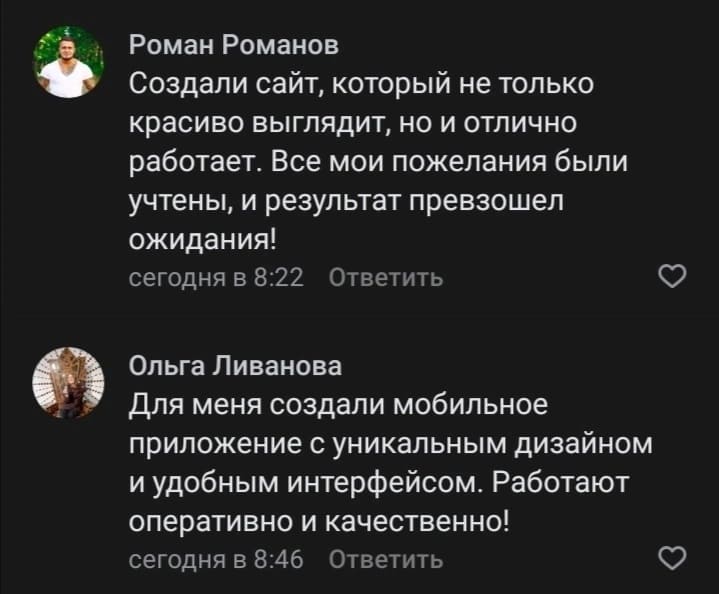 Роман Романов
Создали сайт, который не только
красиво выглядит, но и отлично
работает. Все мои пожелания были
учтены, и результат превзошел
ожидания!
сегодня в 8:22 Ответить
Ольга Ливанова
Для меня создали мобильное
приложение с уникальным дизайном
и удобным интерфейсом. Работают
оперативно и качественно!
сегодня в 8:46 Ответить